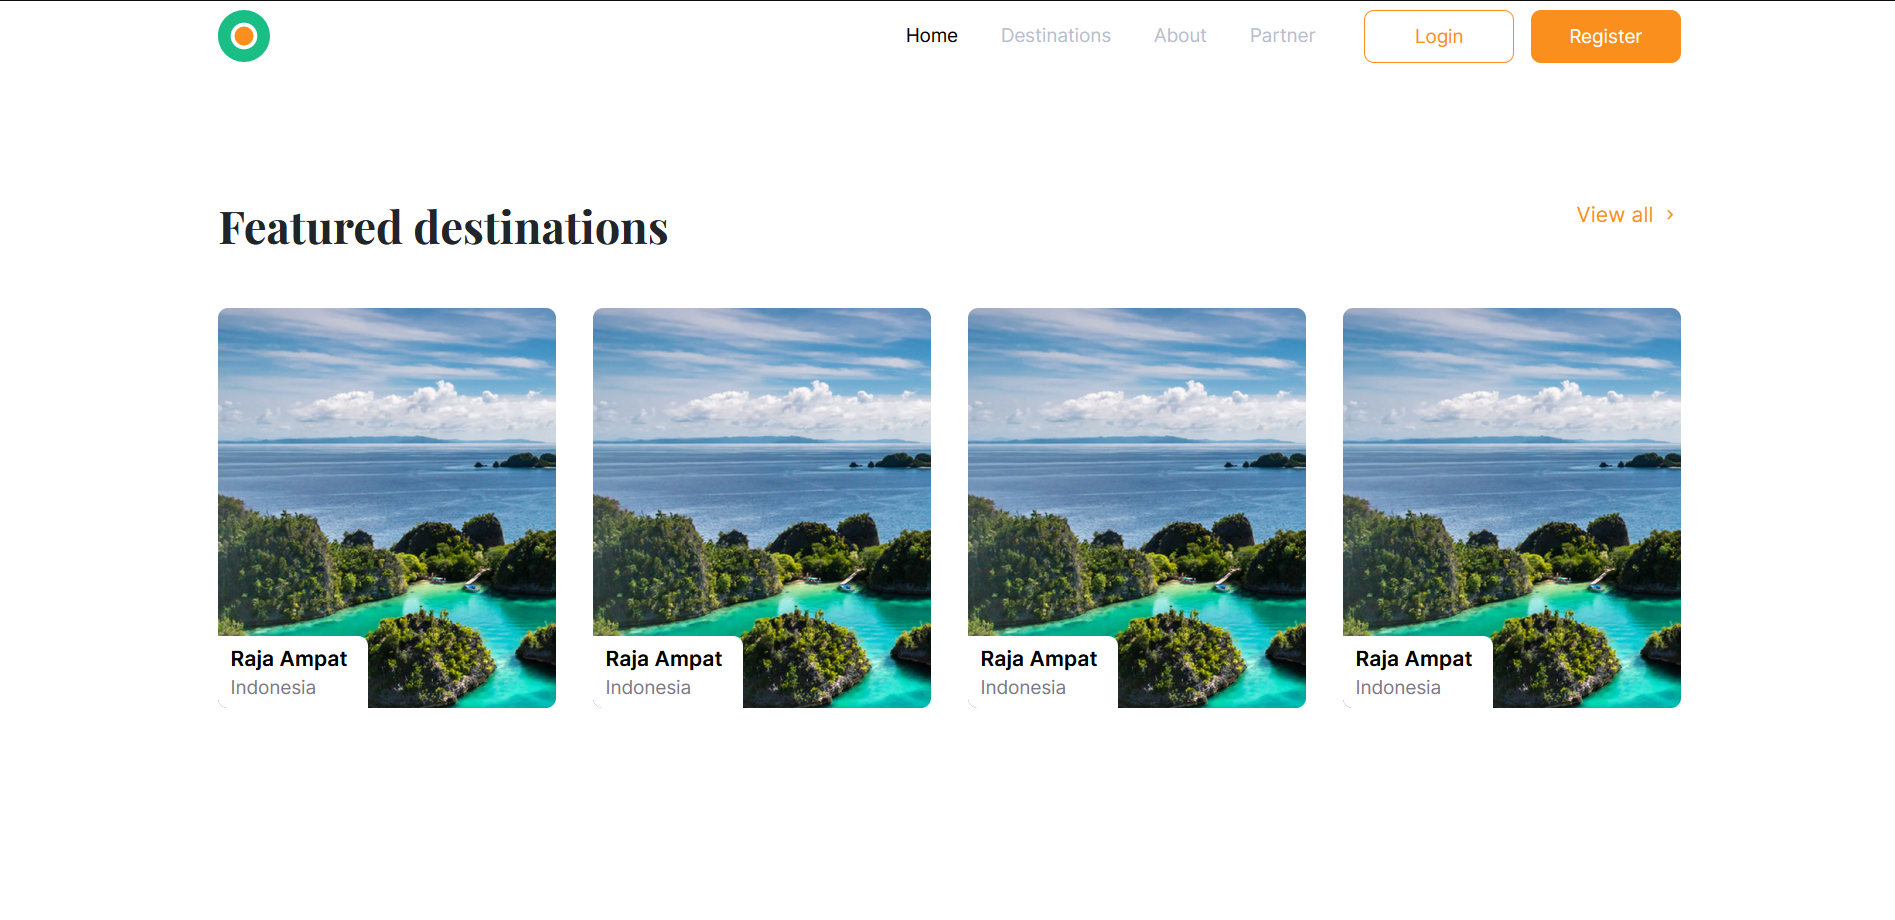 Home Destinations About Partner Login Register
Featured destinations
View all
Raja Ampat
Indonesia
Raja Ampat
Indonesia
Raja Ampat
Indonesia
Raja Ampat
Indonesia